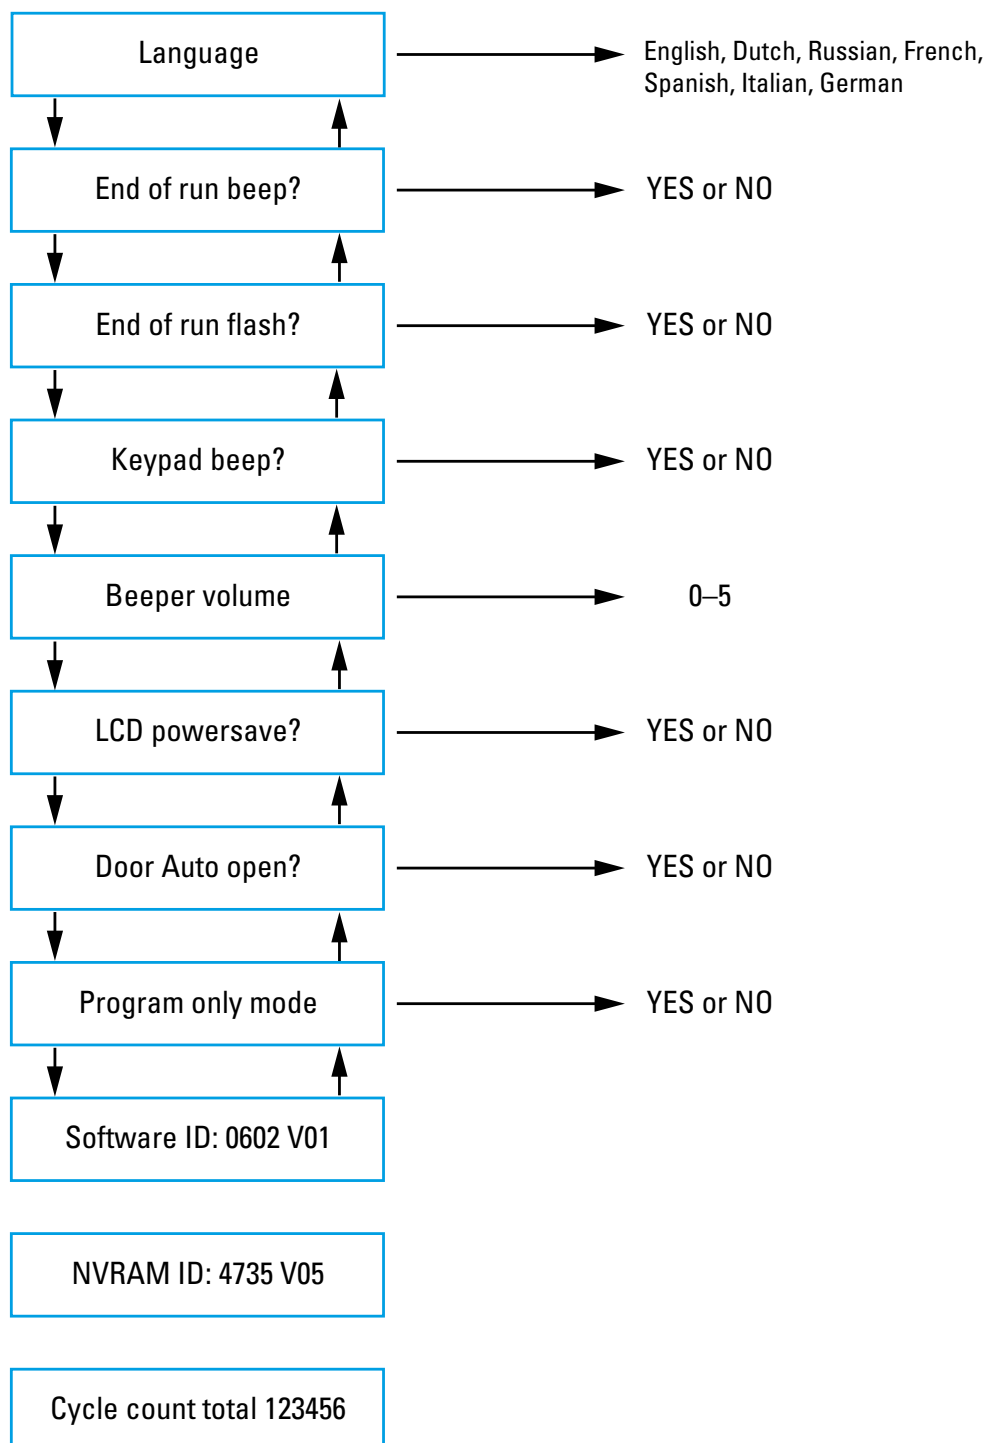 Language
English, Dutch, Russian, French,
Spanish, Italian, German
End of run beep?
YES or NO
End of run flash?
YES or NO
Keypad beep?
YES or NO
Beeper volume
0–5
LCD powersave?
YES or NO
Door Auto open?
YES or NO
Program only mode
YES or NO
Software ID: 0602 V01
NVRAM ID: 4735 V05
Cycle count total 123456